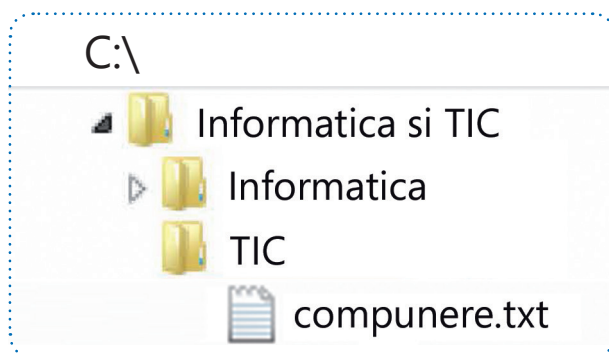 C:\
Informatica si TIC
Informatica
TIC
compunere.txt